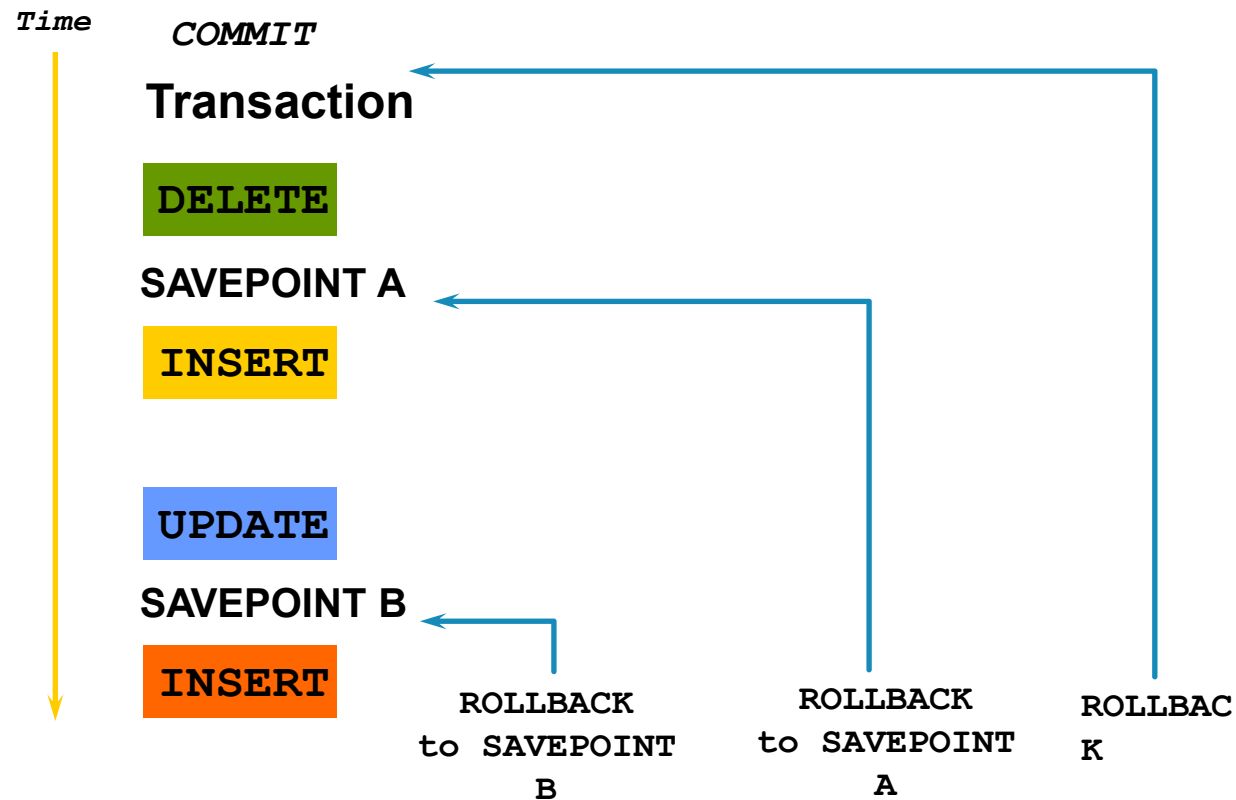 Time
COMMIT
Transaction
DELETE
SAVEPOINT A
INSERT
UPDATE
SAVEPOINT B
INSERT
ROLLBACK
to SAVEPOINT
B
ROLLBACK
to SAVEPOINT
A
ROLLBAC
K